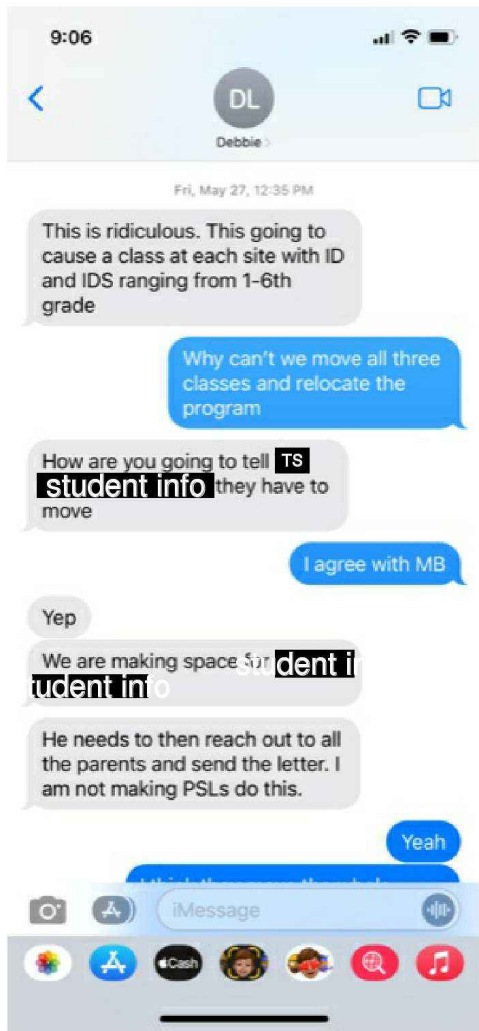 9:06
DL
Debbie
Fri, May 27, 12:35 PM
This is ridiculous. This going to
cause a class at each site with ID
and IDS ranging from 1-6th
grade
Why can't we move all three
classes and relocate the
program
How are you going to tell TS
student info they have to
move
I agree with MB
Yep
We are making space for student in
tudent info
He needs to then reach out to all
the parents and send the letter. I
am not making PSLs do this.
Yeah
iMessage
Cash